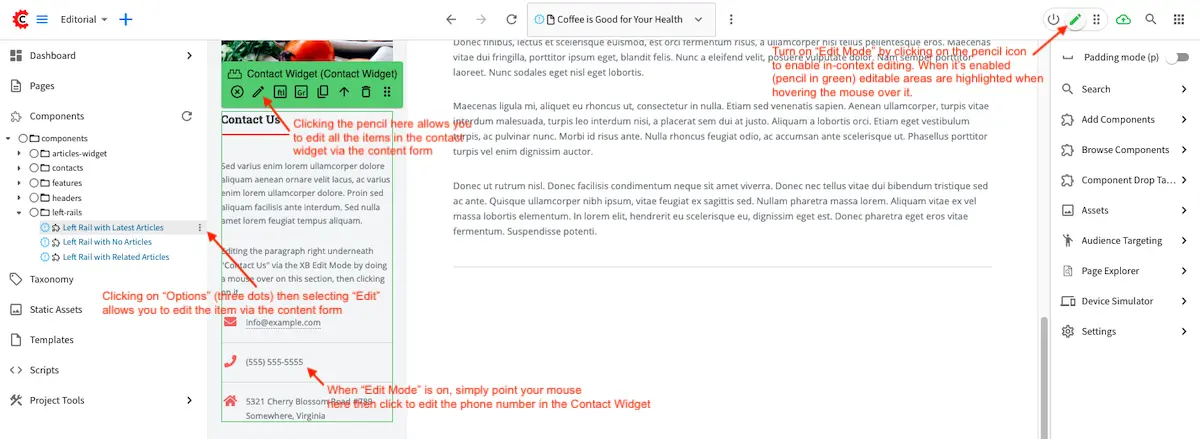 Editorial
Coffee is Good for Your Health
Dashboard
Pages
Components
components
articles-widget
contacts
features
headers
left-rails
Left Rail with Latest Articles
Left Rail with No Articles
Left Rail with Related Articles
Taxonomy
Static Assets
Templates
Scripts
Project Tools
Clicking on “Options” (three dots) then selecting “Edit”
allows you to edit the item via the content form
Contact Widget (Contact Widget)
ftl
Gr
Contact Us
Clicking the pencil here allows you
to edit all the items in the contact
widget via the content form
Sed varius enim lorem ullamcorper dolore
aliquam aenean ornare velit lacus, ac varius
enim lorem ullamcorper dolore. Proin sed
aliquam facilisis ante interdum. Sed nulla
amet lorem feugiat tempus aliquam.
Editing the paragraph right underneath
"Contact Us" via the XB Edit Mode by doing
a mouse over on this section, then clicking
on it
info@example.com
(555) 555-5555
5321 Cherry Blossom Road #789
Somewhere, Virginia
When “Edit Mode” is on, simply point your mouse
here then click to edit the phone number in the Contact Widget
Donec finibus, lectus et scelerisque euismod, est orci fermentum risus, a ullamcorper nisl tellus pellentesque eros. Maecenas
vitae dui fringilla, porttitor ipsum eget, blandit felis. Nunc a eleifend velit, posuere vulputate dolor. Nam semper porttitor
ullamcorper. Nunc sodales eget nisl eget lobortis.
Maecenas ligula mi, aliquet eu rhoncus ut, consectetur in nulla. Etiam sed venenatis sapien. Aenean ullamcorper, turpis vitae
interdum malesuada, turpis leo interdum nisi, a placerat sem dui at justo. Aliquam a lobortis orci. Etiam eget vestibulum
turpis, ac pulvinar nunc. Morbi id risus ante. Nulla rhoncus feugiat odio, ac accumsan ante scelerisque ut. Phasellus porttitor
turpis vel enim dignissim auctor.
Donec ut rutrum nisl. Donec facilisis condimentum neque sit amet viverra. Donec nec tellus vitae dui bibendum tristique sed
ac ante. Quisque ullamcorper nibh ipsum, vitae feugiat ex sagittis sed. Nullam pharetra massa lorem. Aliquam vitae ex vel
massa lobortis elementum. In lorem elit, hendrerit eu scelerisque eu, dignissim eget est. Donec pharetra eget eros vitae
fermentum. Suspendisse potenti.
Turn on “Edit Mode” by clicking on the pencil icon
to enable in-context editing. When it’s enabled
(pencil in green) editable areas are highlighted when
hovering the mouse over it.
Padding mode (p)
Search
Add Components
Browse Components
Component Drop Ta...
Assets
Audience Targeting
Page Explorer
Device Simulator
Settings